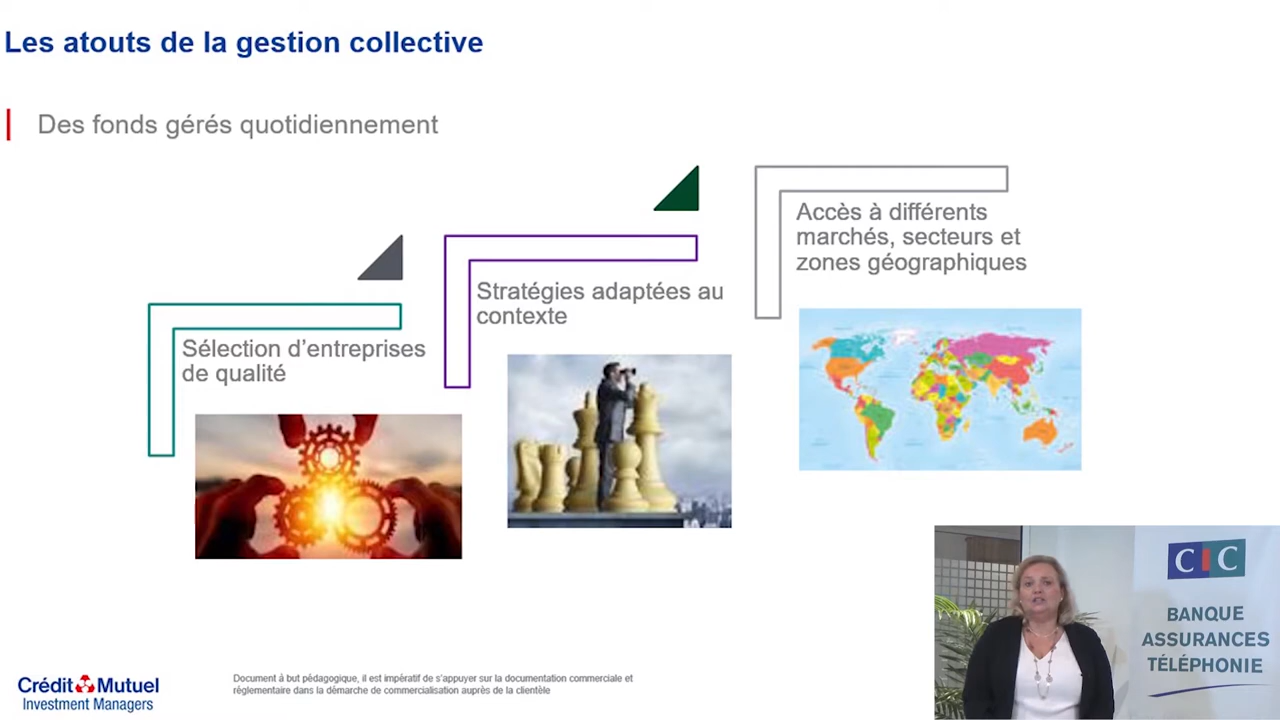 Les atouts de la gestion collective
Des fonds gérés quotidiennement
Sélection d’entreprises
de qualité
Stratégies adaptées au
contexte
Accès à différents
marchés, secteurs et
zones géographiques
CIC
BANQUE
ASSURANCES
TÉLÉPHONIE
Crédit Mutuel
Investment Managers
Document à but pédagogique, il est impératif de s’appuyer sur la documentation commerciale et
réglementaire dans la démarche de commercialisation auprès de la clientèle